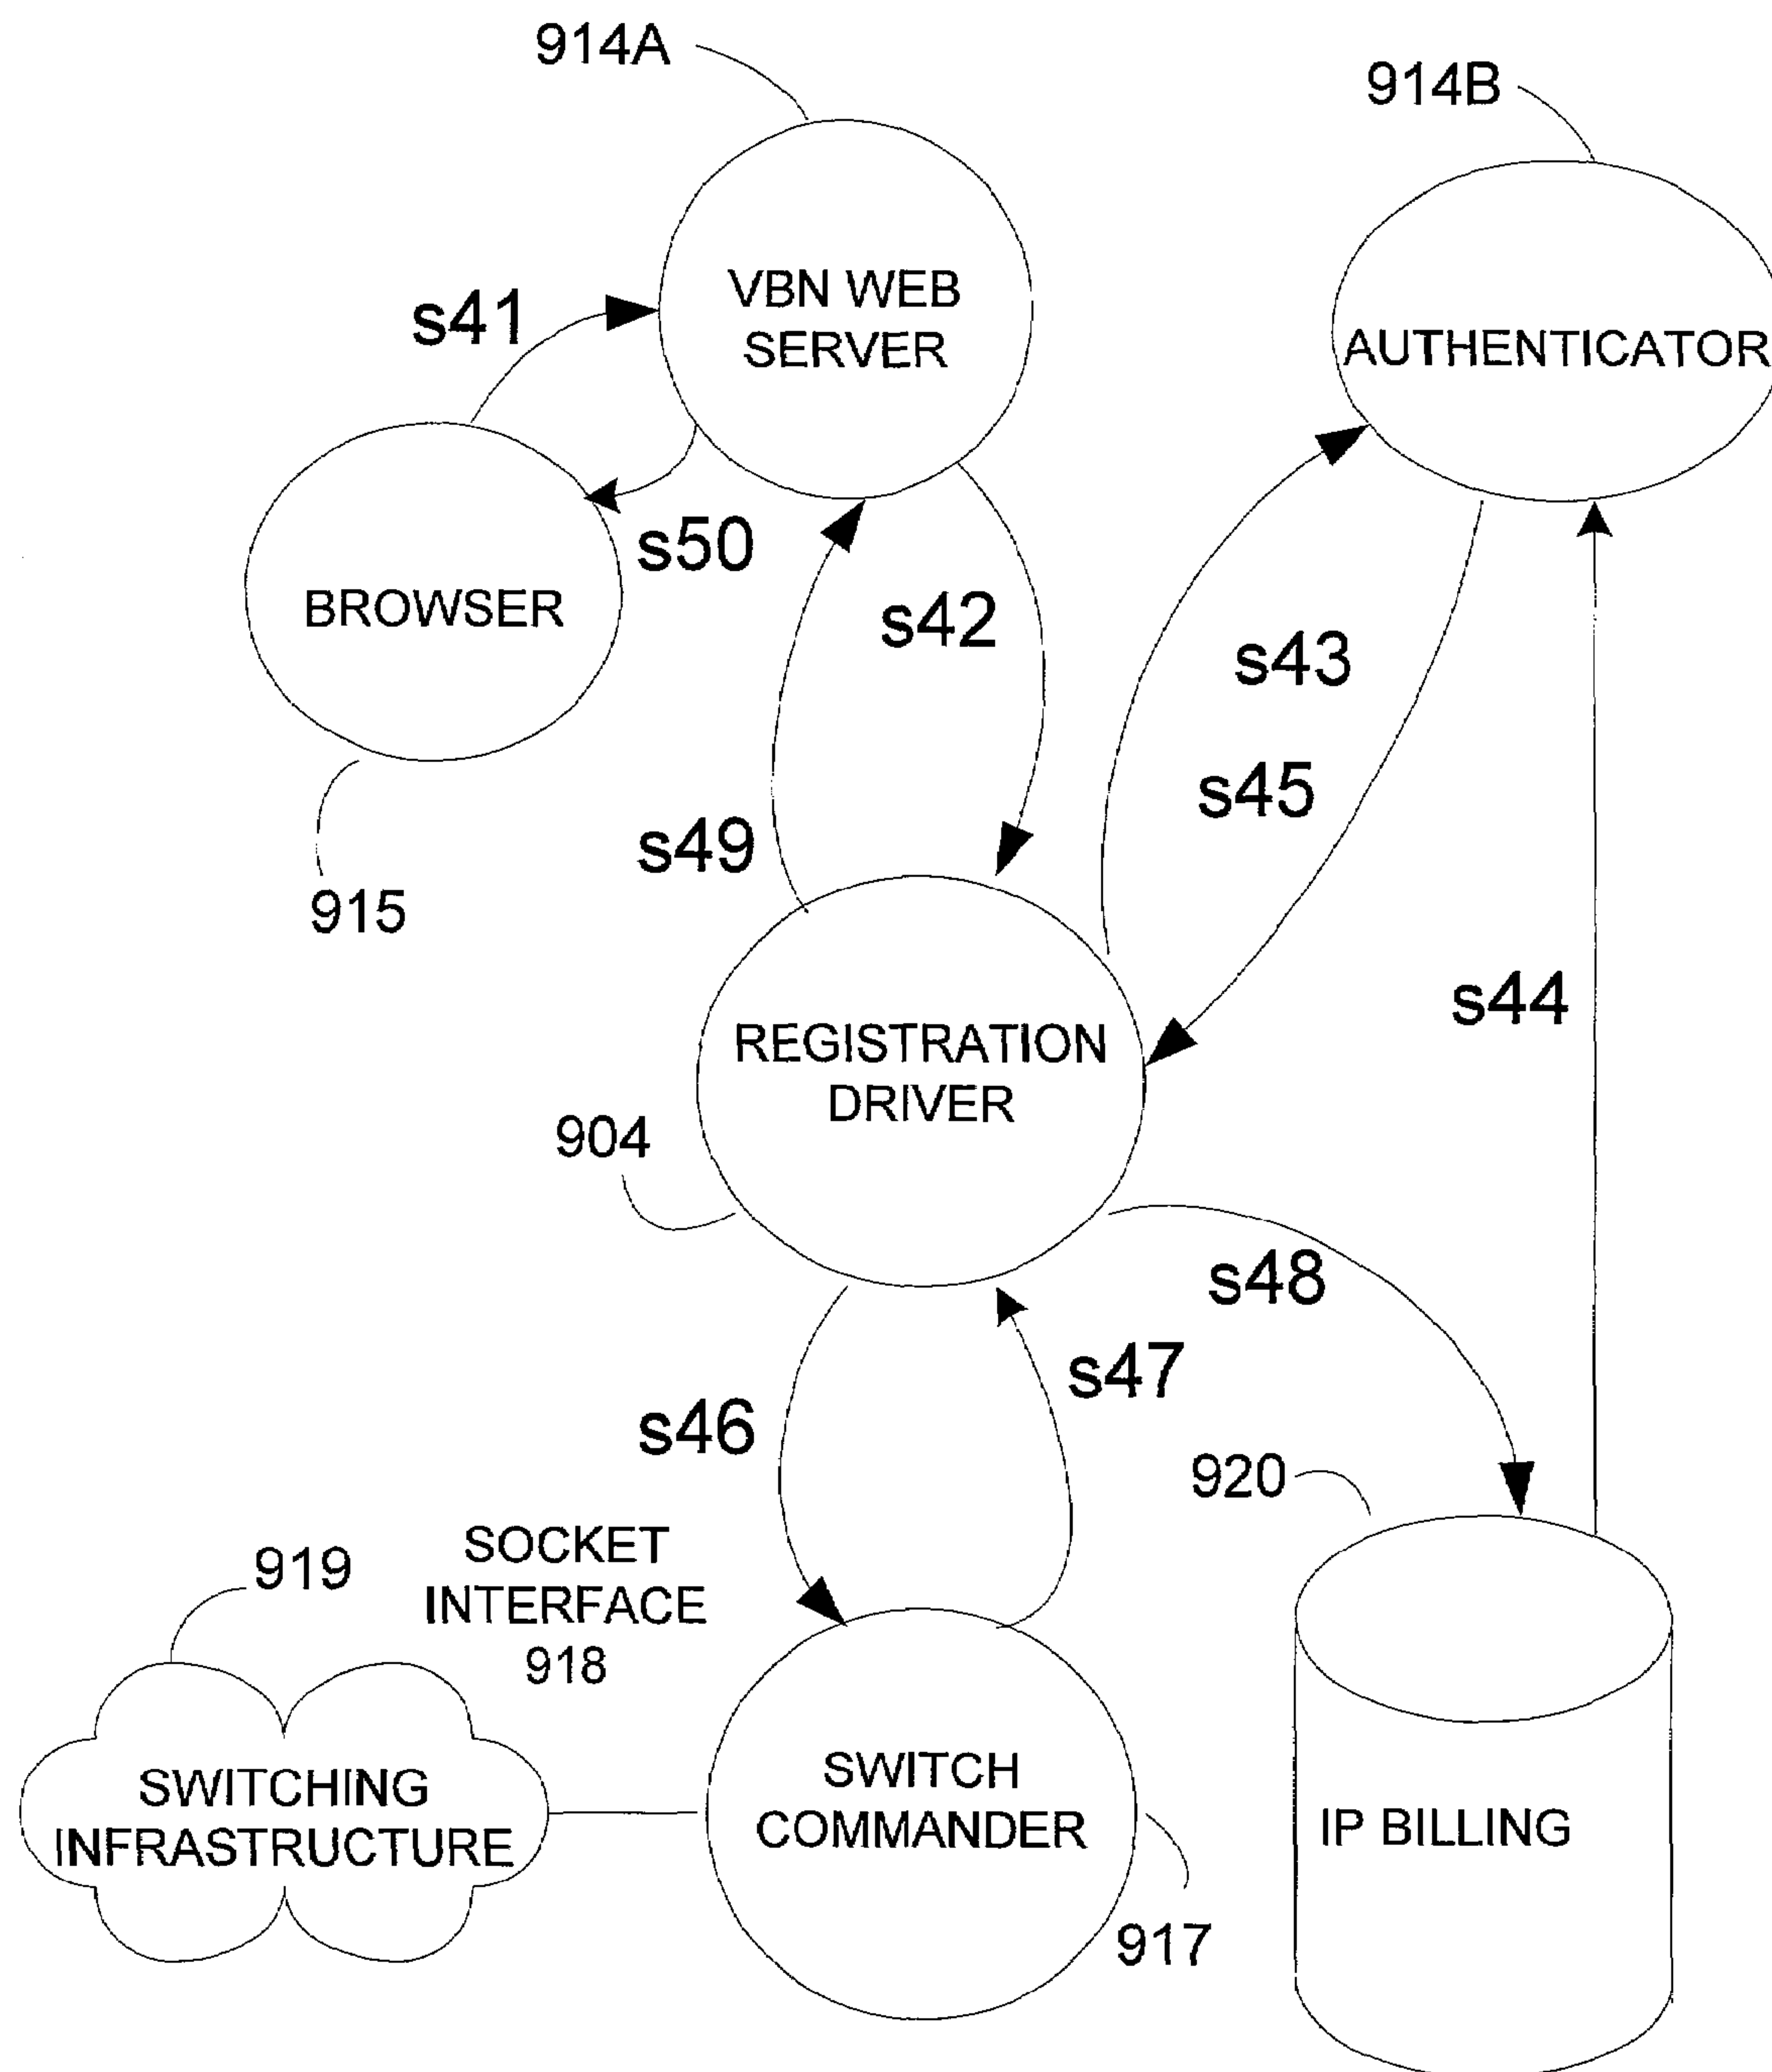 914A
914B
VBN WEB
SERVER
s41
AUTHENTICATOR
s50
BROWSER
s42
s43
s45
s49
915
s44
REGISTRATION
DRIVER
904
s48
s47
s46
920
SOCKET
INTERFACE
918
919
SWITCHING
INFRASTRUCTURE
SWITCH
COMMANDER
IP BILLING
917